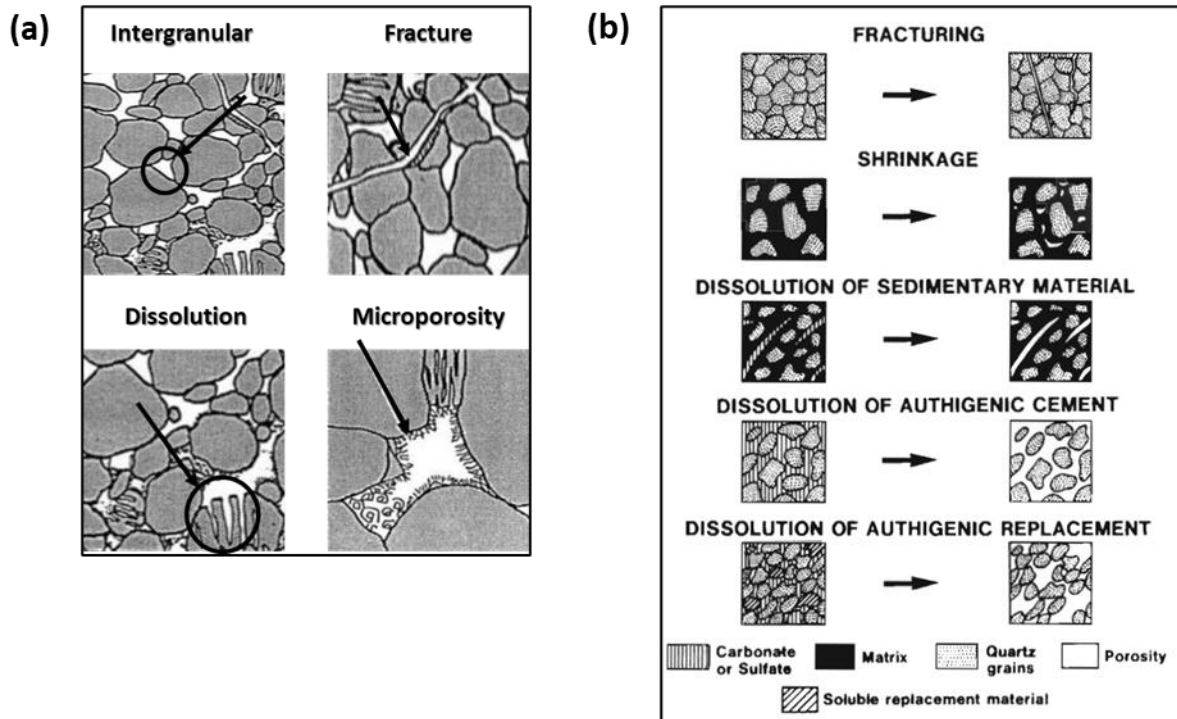 (a)
Intergranular
Fracture
Dissolution
Microporosity
(b)
FRACTURING
SHRINKAGE
DISSOLUTION OF SEDIMENTARY MATERIAL
DISSOLUTION OF AUTHIGENIC CEMENT
DISSOLUTION OF AUTHIGENIC REPLACEMENT
Carbonate
or Sulfate
Matrix
Quartz
grains
Porosity
Soluble replacement material